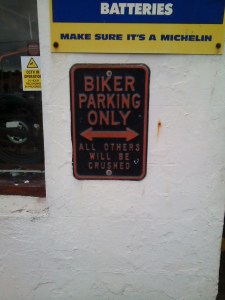 BATTERIES
MAKE SURE IT'S A MICHELIN
BIKER
PARKING
ONLY
ALL OTHERS
WILL BE
CRUSHED